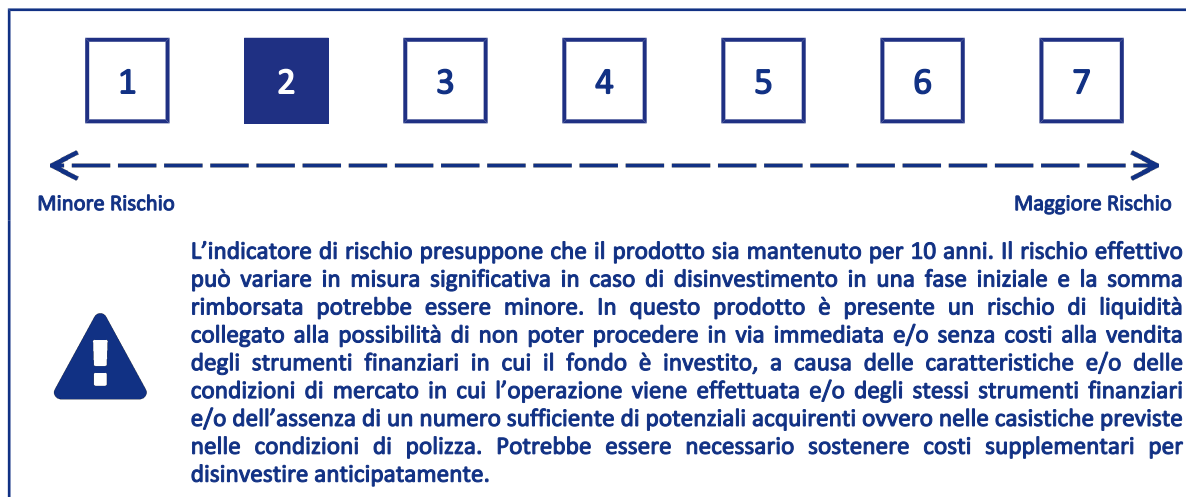 1 2 3 4 5 6 7
Minore Rischio Maggiore Rischio
L’indicatore di rischio presuppone che il prodotto sia mantenuto per 10 anni. Il rischio effettivo
può variare in misura significativa in caso di disinvestimento in una fase iniziale e la somma
rimborsata potrebbe essere minore. In questo prodotto è presente un rischio di liquidità
collegato alla possibilità di non poter procedere in via immediata e/o senza costi alla vendita
degli strumenti finanziari in cui il fondo è investito, a causa delle caratteristiche e/o delle
condizioni di mercato in cui l’operazione viene effettuata e/o degli stessi strumenti finanziari
e/o dell’assenza di un numero sufficiente di potenziali acquirenti ovvero nelle casistiche previste
nelle condizioni di polizza. Potrebbe essere necessario sostenere costi supplementari per
disinvestire anticipatamente.